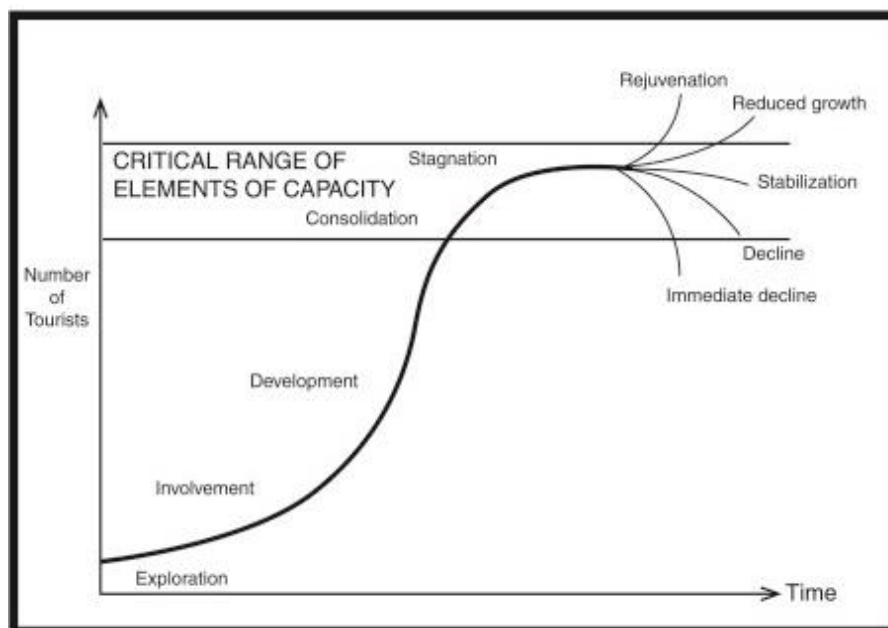 Rejuvenation
Reduced growth
CRITICAL RANGE OF
ELEMENTS OF CAPACITY
Stagnation
Stabilization
Consolidation
Decline
Number
of
Tourists
Immediate decline
Development
Involvement
Exploration
Time